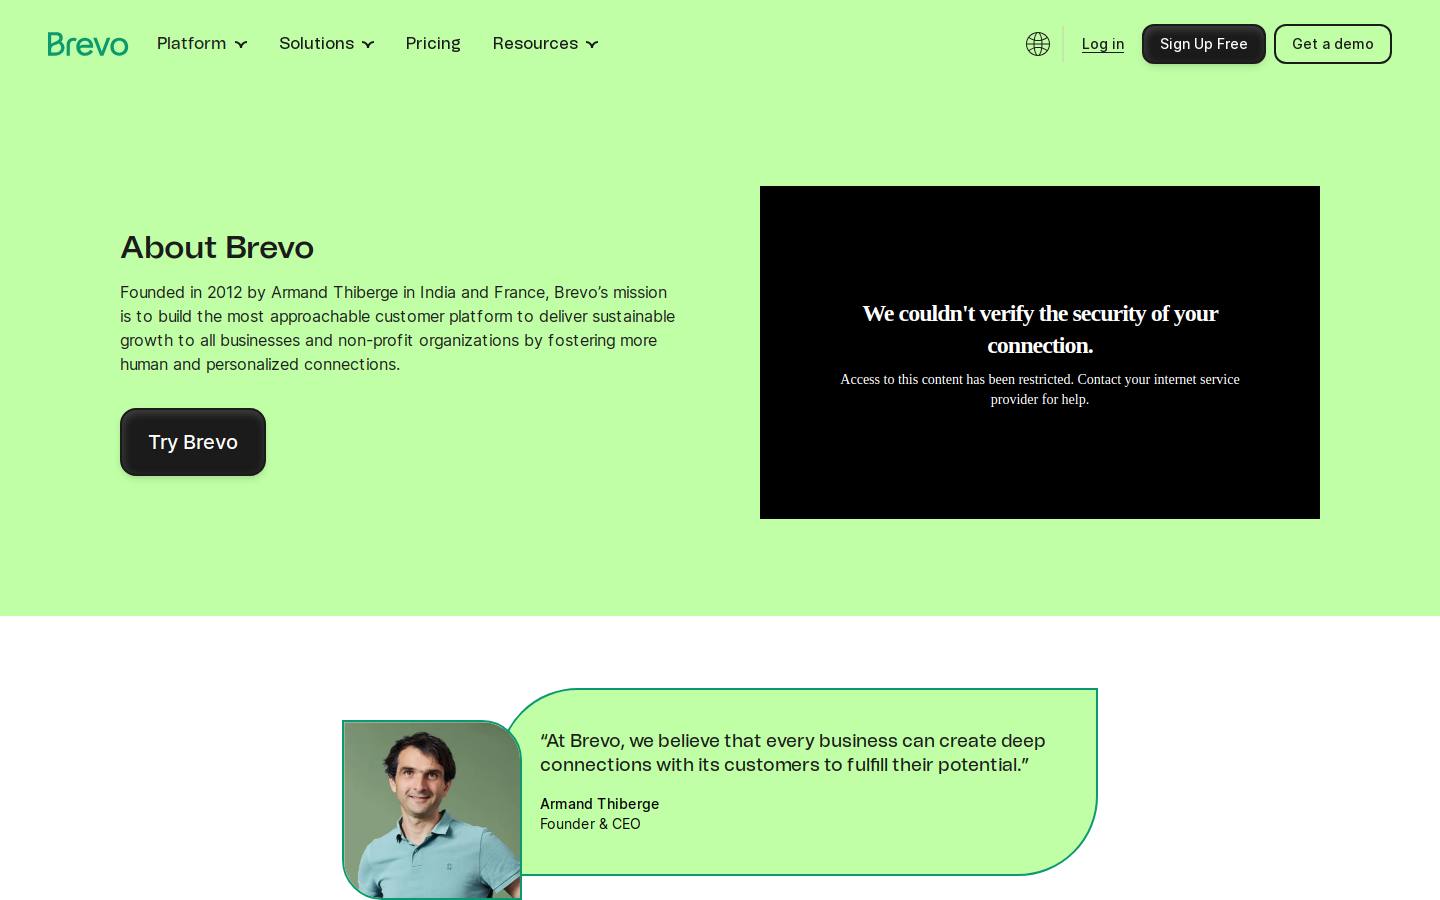 Brevo
Platform
Solutions
Pricing
Resources
Log in
Sign Up Free
Get a demo
About Brevo
Founded in 2012 by Armand Thiberge in India and France, Brevo’s mission
is to build the most approachable customer platform to deliver sustainable
growth to all businesses and non-profit organizations by fostering more
human and personalized connections.
Try Brevo
We couldn't verify the security of your
connection.
Access to this content has been restricted. Contact your internet service
provider for help.
“At Brevo, we believe that every business can create deep
connections with its customers to fulfill their potential.”
Armand Thiberge
Founder & CEO